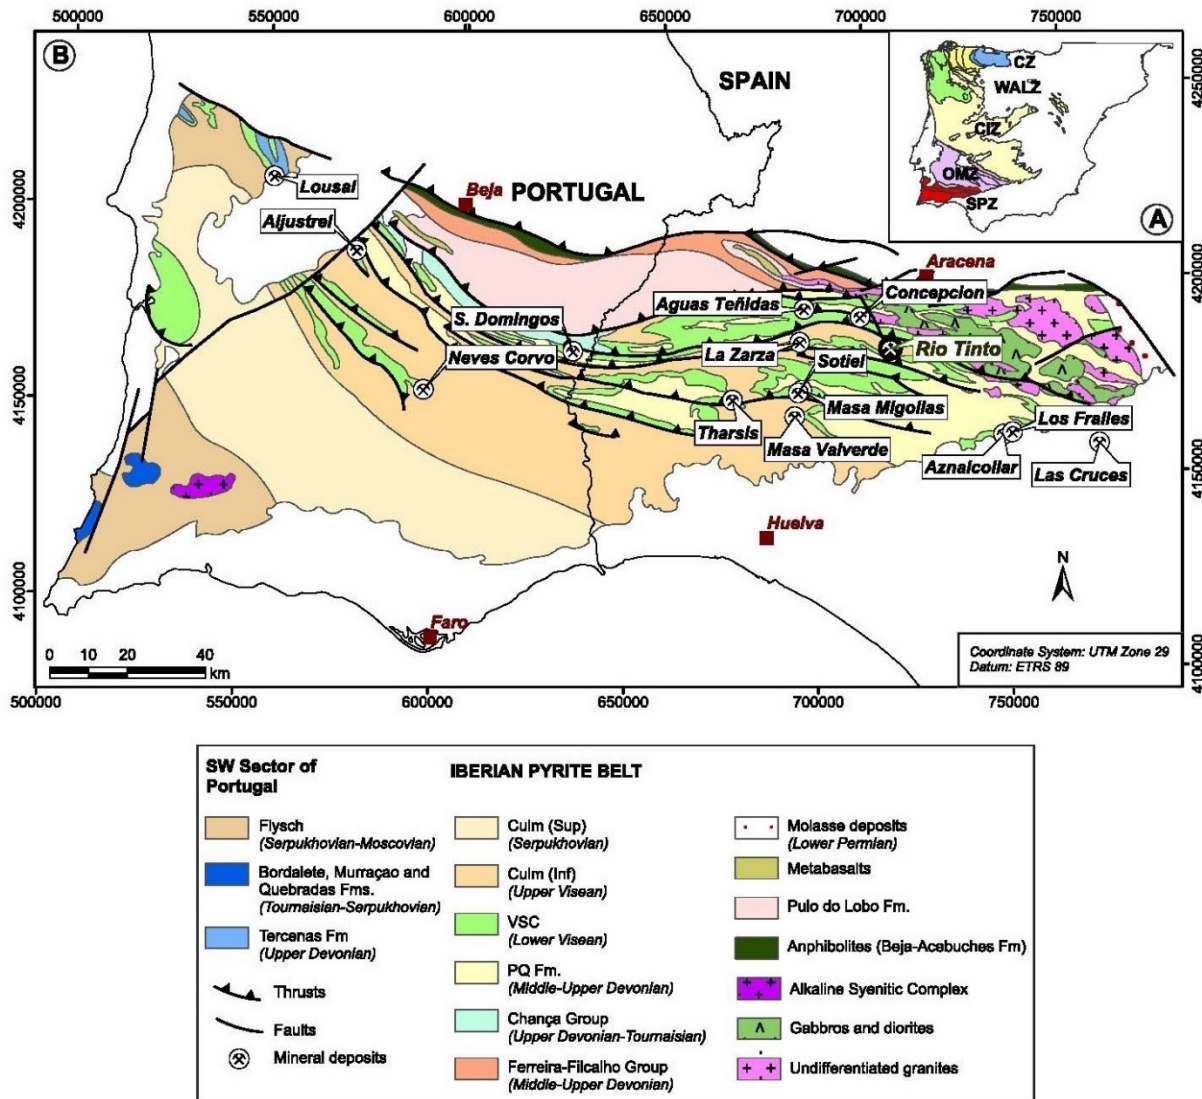 500000 550000 600000 650000 700000 750000
B
A
SPAIN
PORTUGAL
CZ
WALZ
CIZ
OMZ
SPZ
4250000
4200000
4200000
4150000
4150000
4100000
4100000
Lousal
Aljustrel
Beja
Aracena
Concepcion
Aguas Teñidas
S. Domingos
La Zarza
Rio Tinto
Neves Corvo
Sotiel
Masa Migollas
Los Frailes
Tharsis
Masa Valverde
Aznalcollar
Las Cruces
Huelva
Faro
N
0 10 20 40
km
Coordinate System: UTM Zone 29
Datum: ETRS 89
500000 550000 600000 650000 700000 750000
SW Sector of
Portugal
Flysch
(Serpukhovian-Moscovian)
Bordalete, Murraçao and
Quebradas Fms.
(Tournaisian-Serpukhovian)
Tercenas Fm
(Upper Devonian)
Thrusts
Faults
Mineral deposits
IBERIAN PYRITE BELT
Culm (Sup)
(Serpukhovian)
Culm (Inf)
(Upper Visean)
VSC
(Lower Visean)
PQ Fm.
(Middle-Upper Devonian)
Chança Group
(Upper Devonian-Tournaisian)
Ferreira-Filcalho Group
(Middle-Upper Devonian)
Molasse deposits
(Lower Permian)
Metabasalts
Pulo do Lobo Fm.
Anphibolites (Beja-Acebuches Fm)
Alkaline Syenitic Complex
Gabbros and diorites
Undifferentiated granites